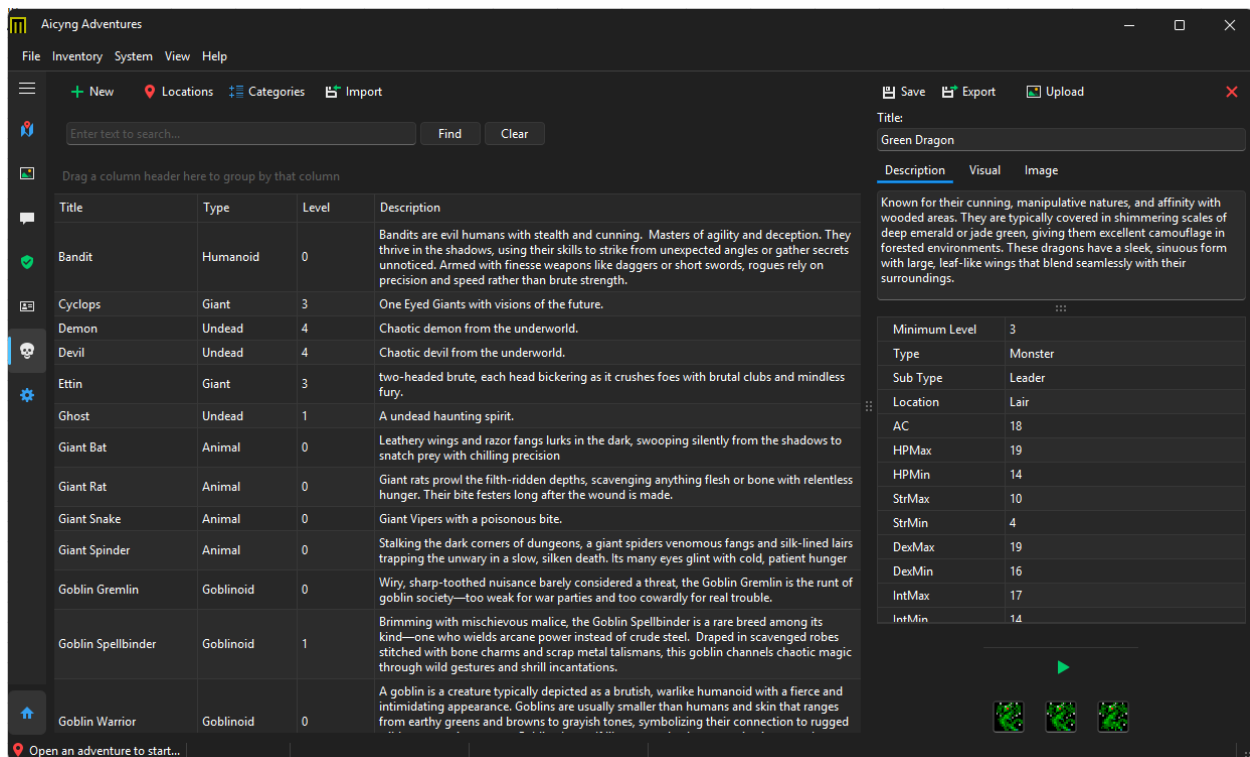 Aicyng Adventures
File Inventory System View Help
New Locations Categories Import
Enter text to search...
Find Clear
Drag a column header here to group by that column
Title Type Level Description
Bandit Humanoid 0
Bandits are evil humans with stealth and cunning. Masters of agility and deception. They
thrive in the shadows, using their skills to strike from unexpected angles or gather secrets
unnoticed. Armed with finesse weapons like daggers or short swords, rogues rely on
precision and speed rather than brute strength.
Cyclops Giant 3 One Eyed Giants with visions of the future.
Demon Undead 4 Chaotic demon from the underworld.
Devil Undead 4 Chaotic devil from the underworld.
Ettin Giant 3
two-headed brute, each head bickering as it crushes foes with brutal clubs and mindless
fury.
Ghost Undead 1 A undead haunting spirit.
Giant Bat Animal 0
Leathery wings and razor fangs lurks in the dark, swooping silently from the shadows to
snatch prey with chilling precision
Giant Rat Animal 0
Giant rats prowl the filth-ridden depths, scavenging anything flesh or bone with relentless
hunger. Their bite festers long after the wound is made.
Giant Snake Animal 0 Giant Vipers with a poisonous bite.
Giant Spinder Animal 0
Stalking the dark corners of dungeons, a giant spiders venomous fangs and silk-lined lairs
trapping the unwary in a slow, silken death. Its many eyes glint with cold, patient hunger
Goblin Gremlin Goblinoid 0
Wiry, sharp-toothed nuisance barely considered a threat, the Goblin Gremlin is the runt of
goblin society—too weak for war parties and too cowardly for real trouble.
Goblin Spellbinder Goblinoid 1
Brimming with mischievous malice, the Goblin Spellbinder is a rare breed among its
kind—one who wields arcane power instead of crude steel. Draped in scavenged robes
stitched with bone charms and scrap metal talismans, this goblin channels chaotic magic
through wild gestures and shrill incantations.
Goblin Warrior Goblinoid 0
A goblin is a creature typically depicted as a brutish, warlike humanoid with a fierce and
intimidating appearance. Goblins are usually smaller than humans and skin that ranges
from earthy greens and browns to grayish tones, symbolizing their connection to rugged
Save Export Upload
Title:
Green Dragon
Description Visual Image
Known for their cunning, manipulative natures, and affinity with
wooded areas. They are typically covered in shimmering scales of
deep emerald or jade green, giving them excellent camouflage in
forested environments. These dragons have a sleek, sinuous form
with large, leaf-like wings that blend seamlessly with their
surroundings.
Minimum Level 3
Type Monster
Sub Type Leader
Location Lair
AC 18
HPMax 19
HPMin 14
StrMax 10
StrMin 4
DexMax 19
DexMin 16
IntMax 17
IntMin 14
Open an adventure to start...